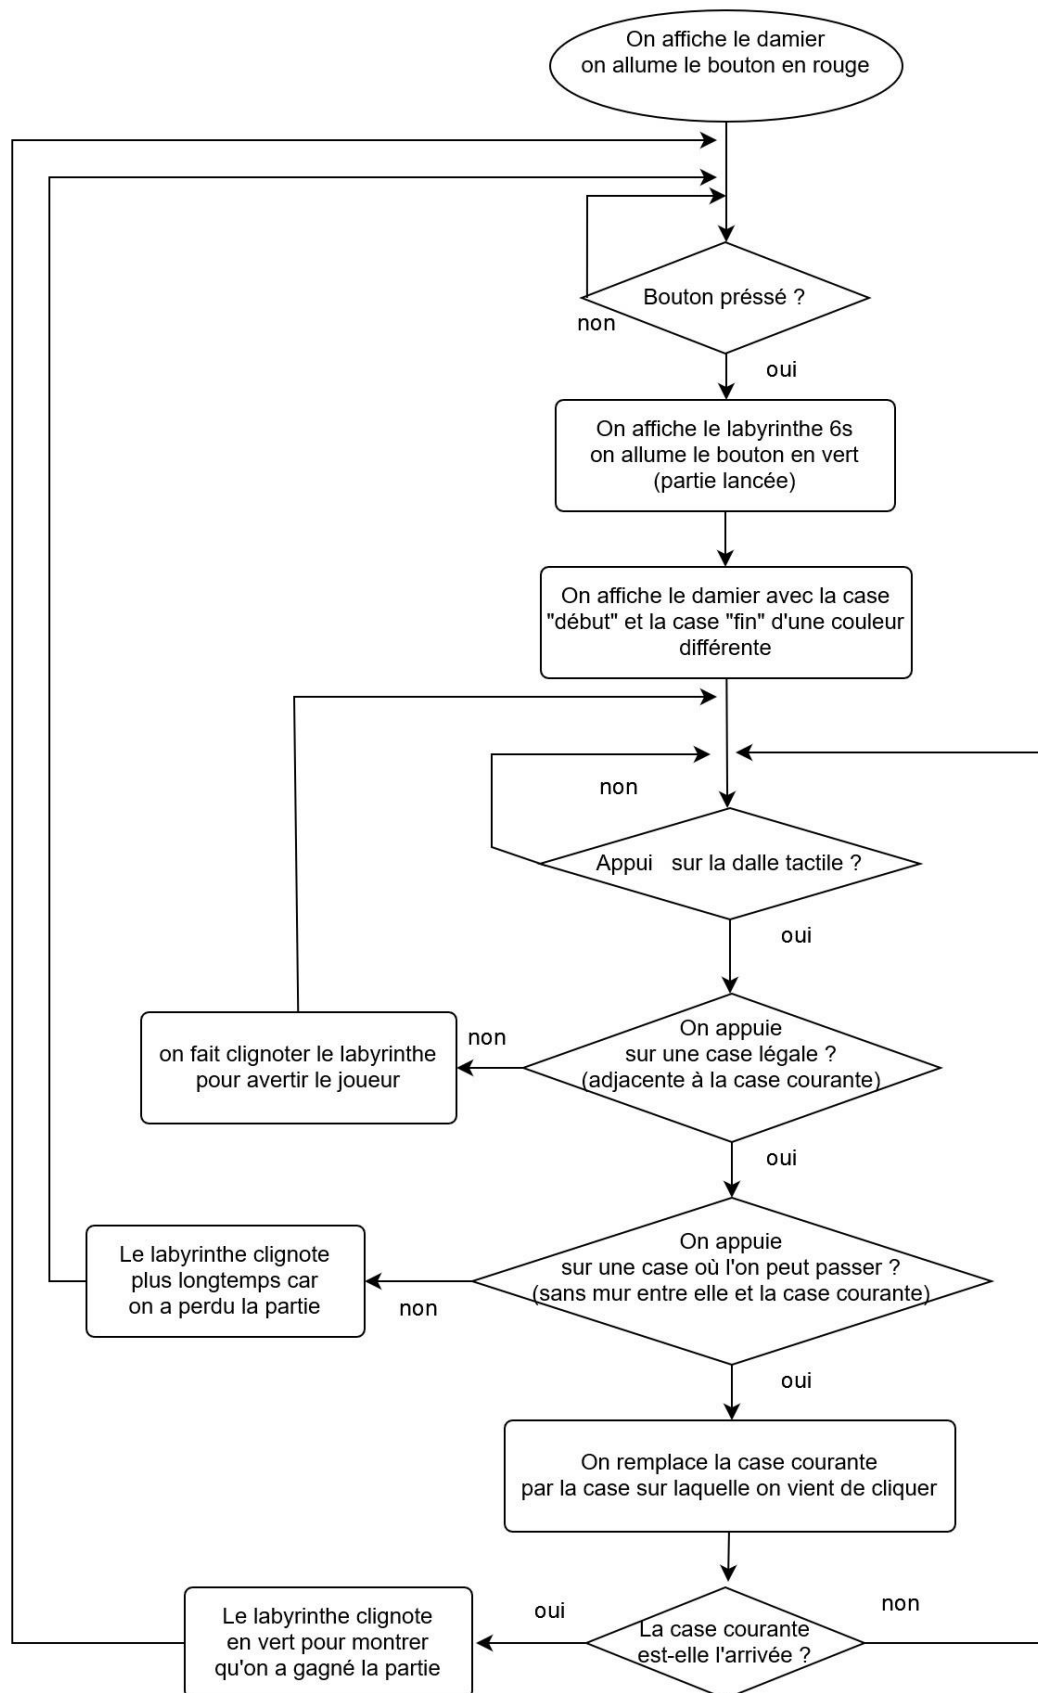 On affiche le damier
on allume le bouton en rouge
Bouton préssé ?
non
oui
On affiche le labyrinthe 6s
on allume le bouton en vert
(partie lancée)
On affiche le damier avec la case
"début" et la case "fin" d'une couleur
différente
non
Appui sur la dalle tactile ?
oui
On appuie
sur une case légale ?
(adjacente à la case courante)
non
on fait clignoter le labyrinthe
pour avertir le joueur
oui
On appuie
sur une case où l'on peut passer ?
(sans mur entre elle et la case courante)
non
Le labyrinthe clignote
plus longtemps car
on a perdu la partie
oui
On remplace la case courante
par la case sur laquelle on vient de cliquer
La case courante
est-elle l'arrivée ?
non
oui
Le labyrinthe clignote
en vert pour montrer
qu'on a gagné la partie